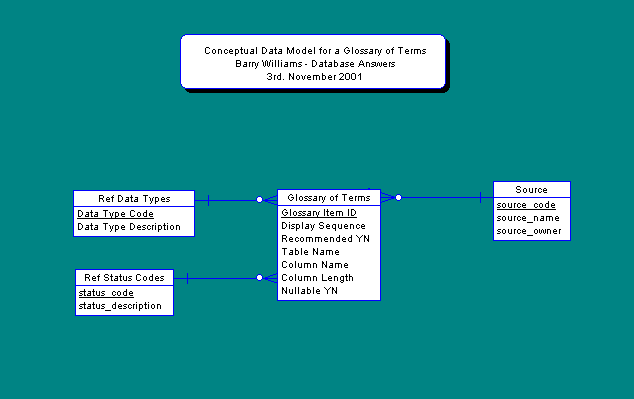 Conceptual Data Model for a Glossary of Terms
Barry Williams - Database Answers
3rd. November 2001
Ref Data Types
Data Type Code
Data Type Description
Ref Status Codes
status_code
status_description
Glossary of Terms
Glossary Item ID
Display Sequence
Recommended YN
Table Name
Column Name
Column Length
Nullable YN
Source
source_code
source_name
source_owner